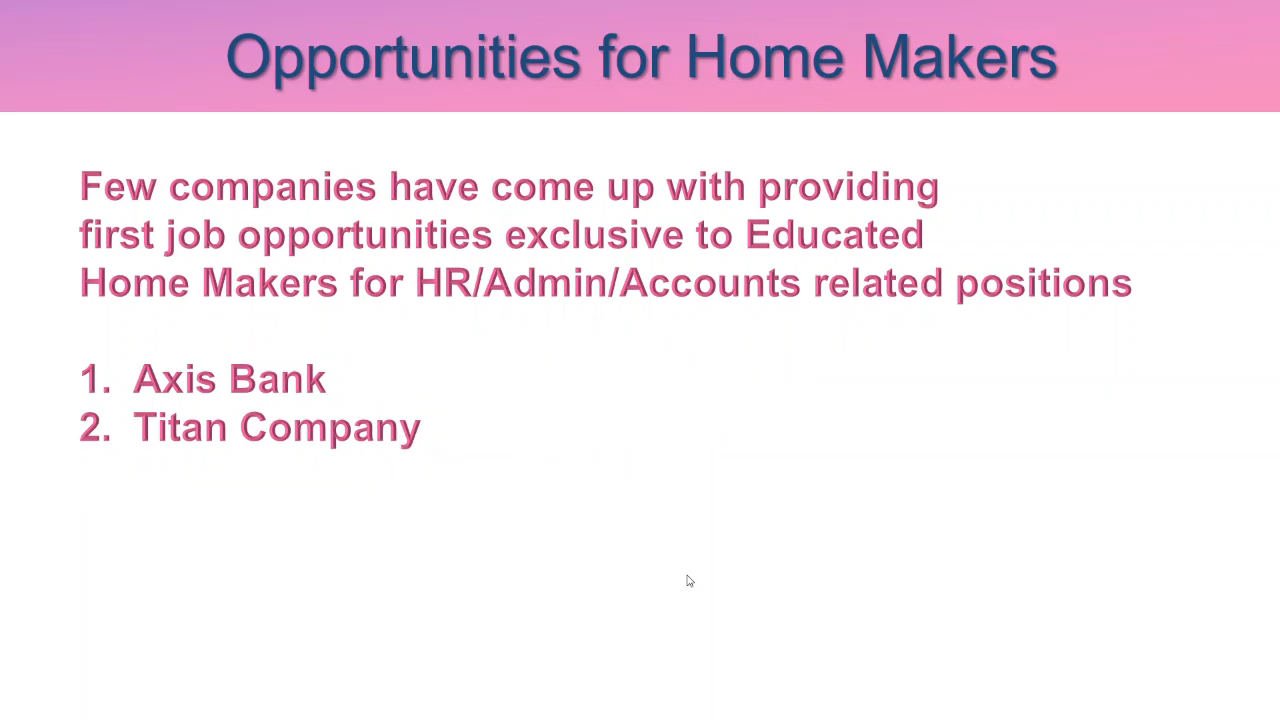 Opportunities for Home Makers
Few companies have come up with providing
first job opportunities exclusive to Educated
Home Makers for HR/Admin/Accounts related positions
1. Axis Bank
2. Titan Company